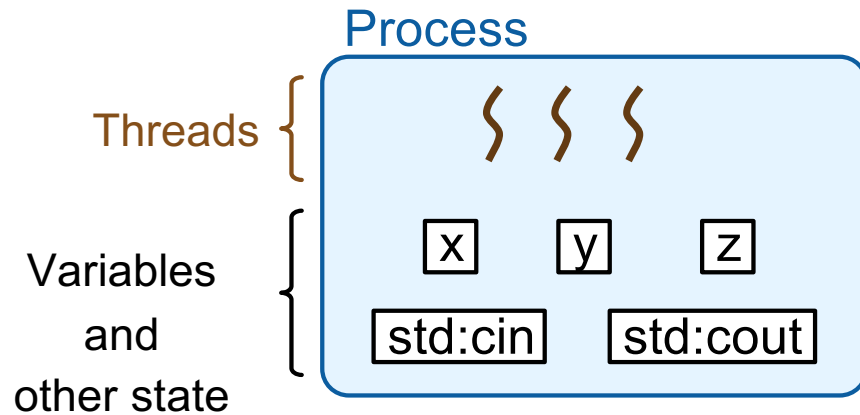 Process
Threads
x y z
Variables
and
other state
std:cin std:cout